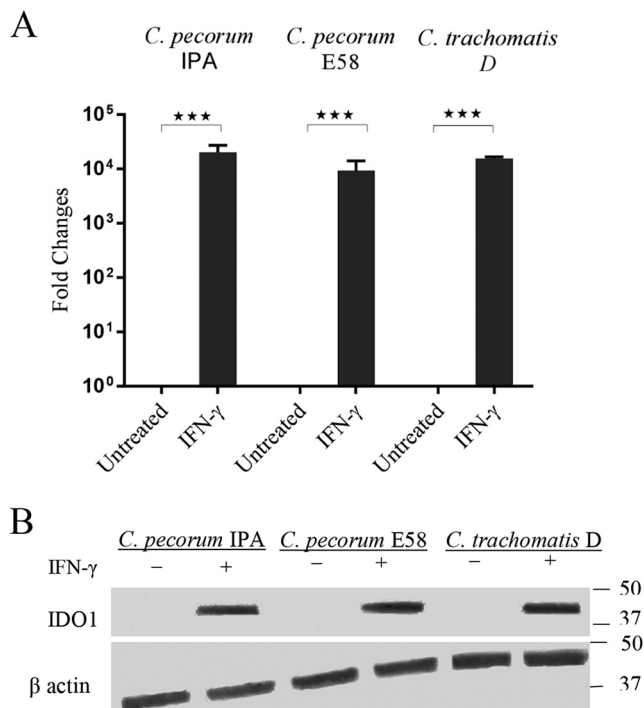 A
C. pecorum C. pecorum C. trachomatis
IPA E58 D
★★★ ★★★ ★★★
10⁵
10⁴
10³
10²
10¹
10⁰
Fold Changes
Untreated IFN-γ Untreated IFN-γ Untreated IFN-γ
B
C. pecorum IPA C. pecorum E58 C. trachomatis D
IFN-γ − + − + − +
IDO1
50
37
β actin
50
37